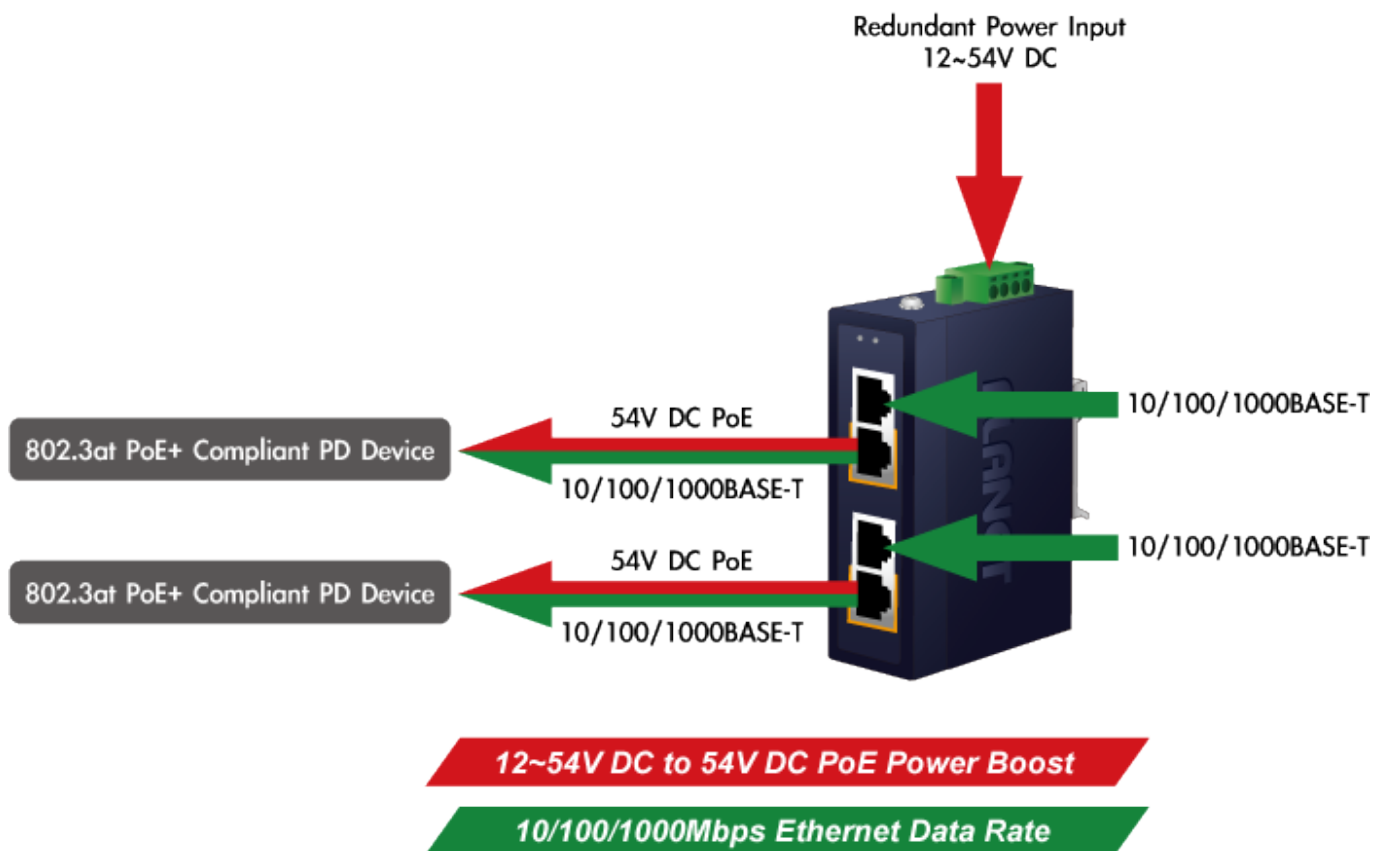 Redundant Power Input
12~54V DC
10/100/1000BASE-T
54V DC PoE
802.3at PoE+ Compliant PD Device
10/100/1000BASE-T
PLANET
10/100/1000BASE-T
54V DC PoE
802.3at PoE+ Compliant PD Device
10/100/1000BASE-T
12~54V DC to 54V DC PoE Power Boost
10/100/1000Mbps Ethernet Data Rate